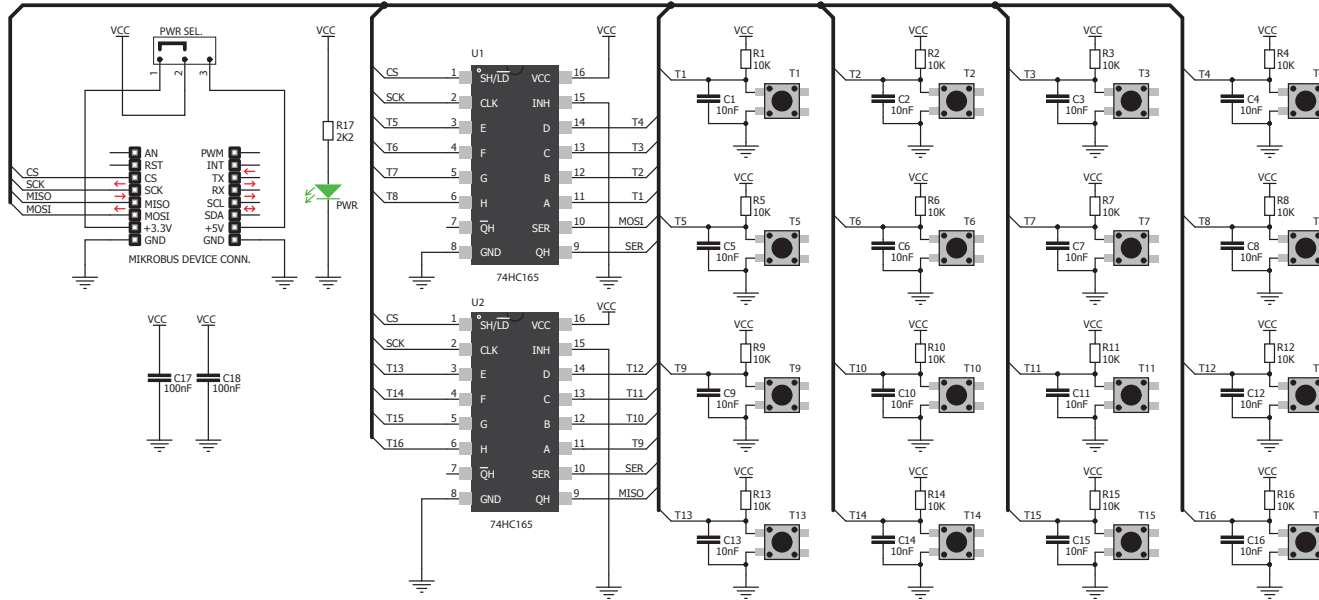 VCC
PWR SEL.
1 2 3
VCC
R17
2K2
PWR
AN
RST
CS
SCK
MISO
MOSI
+3.3V
GND
PWM
INT
TX
RX
SCL
SDA
+5V
GND
CS
SCK
MISO
MOSI
MIKROBUS DEVICE CONN.
VCC
C17
100nF
VCC
C18
100nF
U1
VCC
CS 1 SH/LD VCC 16
SCK 2 CLK INH 15
T5 3 E D 14 T4
T6 4 F C 13 T3
T7 5 G B 12 T2
T8 6 H A 11 T1
7 QH SER 10 MOSI
8 GND QH 9 SER
74HC165
U2
VCC
CS 1 SH/LD VCC 16
SCK 2 CLK INH 15
T13 3 E D 14 T12
T14 4 F C 13 T11
T15 5 G B 12 T10
T16 6 H A 11 T9
7 QH SER 10 SER
8 GND QH 9 MISO
74HC165
VCC
R1
10K
T1
T1
C1
10nF
VCC
R2
10K
T2
T2
C2
10nF
VCC
R3
10K
T3
T3
C3
10nF
VCC
R4
10K
T4
C4
10nF
VCC
R5
10K
T5
T5
C5
10nF
VCC
R6
10K
T6
T6
C6
10nF
VCC
R7
10K
T7
T7
C7
10nF
VCC
R8
10K
T8
C8
10nF
VCC
R9
10K
T9
T9
C9
10nF
VCC
R10
10K
T10
T10
C10
10nF
VCC
R11
10K
T11
T11
C11
10nF
VCC
R12
10K
T12
C12
10nF
VCC
R13
10K
T13
T13
C13
10nF
VCC
R14
10K
T14
T14
C14
10nF
VCC
R15
10K
T15
T15
C15
10nF
VCC
R16
10K
T16
C16
10nF